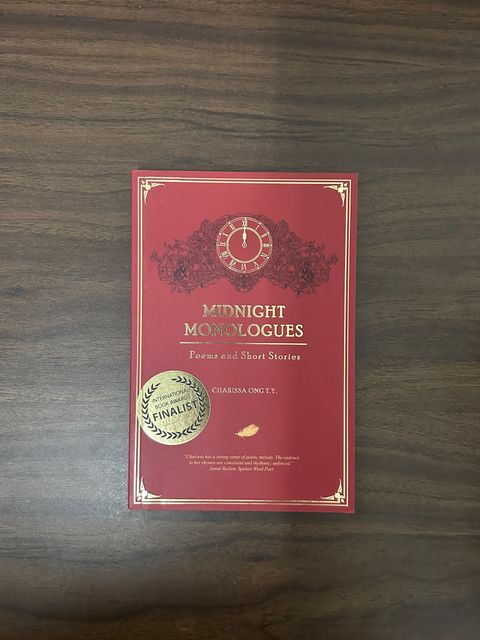 MIDNIGHT
MONOLOGUES
Poems and Short Stories
CHARISSA ONG T.Y.
INTERNATIONAL
BOOK AWARDS
FINALIST
"Charissa has a strong sense of poetic melody. The cadence
in her rhymes are consistent and rhythmic; unforced."
Jamal Raslan, Spoken Word Poet